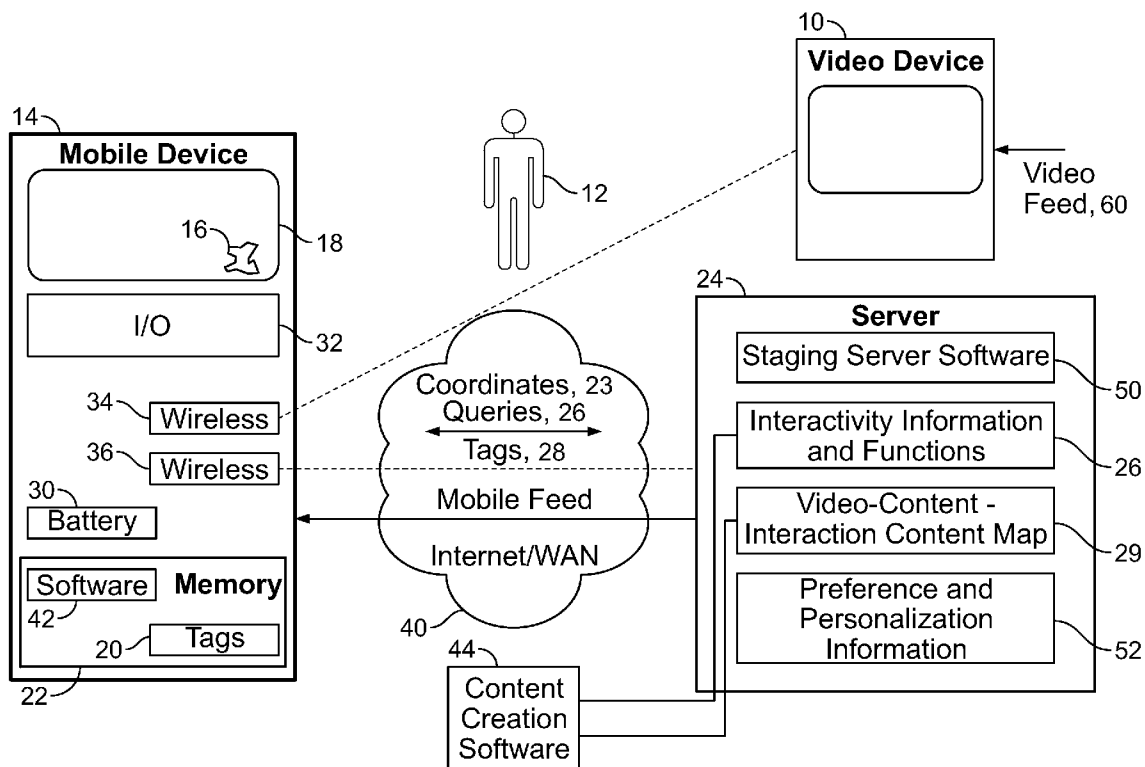 10
Video Device
Video
Feed, 60
12
14
Mobile Device
16
18
I/O
32
34
Wireless
36
Wireless
30
Battery
Software
Memory
42
20
Tags
22
Coordinates, 23
Queries, 26
Tags, 28
Mobile Feed
Internet/WAN
40
24
Server
Staging Server Software
50
Interactivity Information
and Functions
26
Video-Content -
Interaction Content Map
29
Preference and
Personalization
Information
52
44
Content
Creation
Software